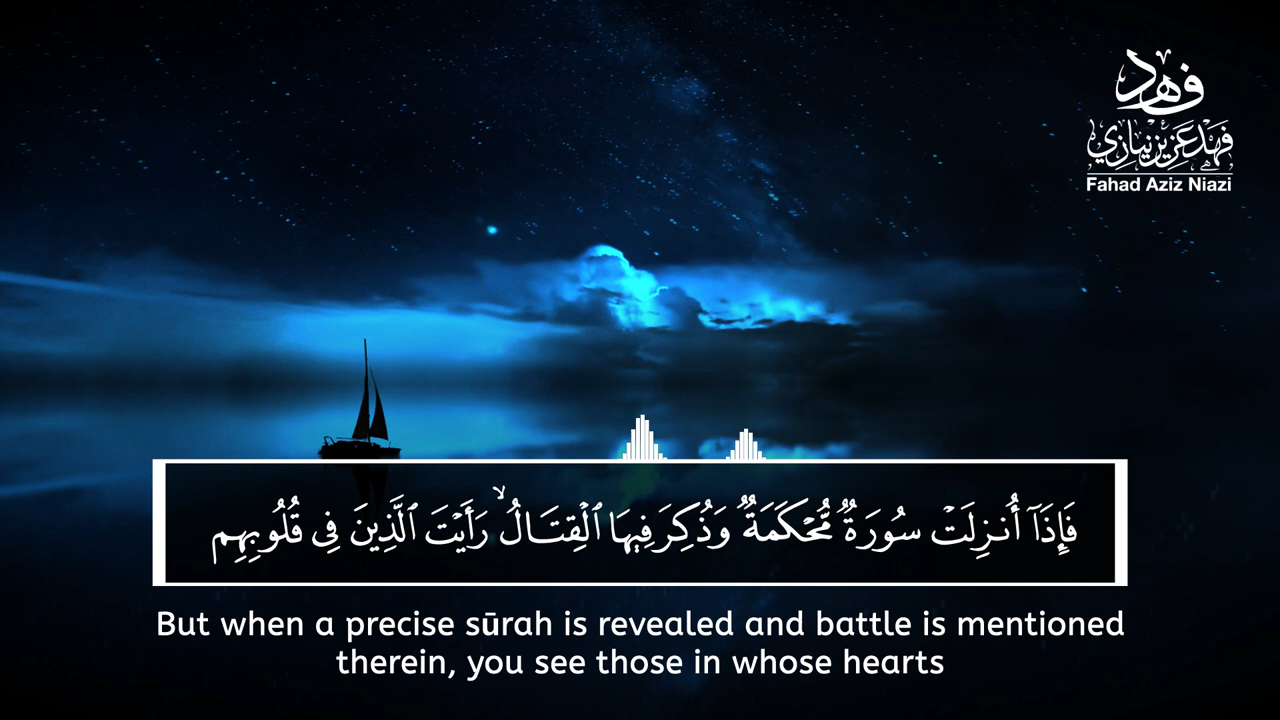 فهد
فهد عزيز نيازي
Fahad Aziz Niazi
فَإِذَآ أُنزِلَتْ سُورَةٌ مُّحْكَمَةٌ وَذُكِرَ فِيهَا ٱلْقِتَالُ ۙ رَأَيْتَ ٱلَّذِينَ فِى قُلُوبِهِم
But when a precise sūrah is revealed and battle is mentioned
therein, you see those in whose hearts